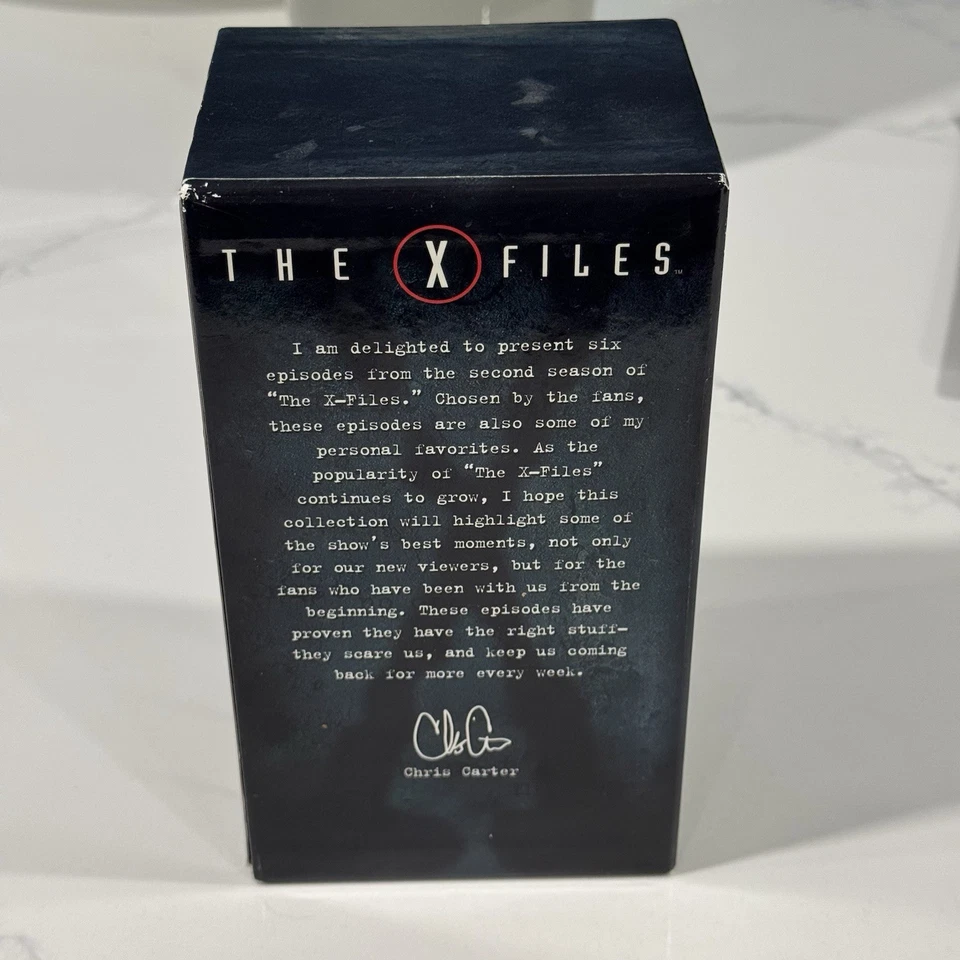 THE X FILES™
I am delighted to present six
episodes from the second season of
“The X-Files.” Chosen by the fans,
these episodes are also some of my
personal favorites. As the
popularity of “The X-Files”
continues to grow, I hope this
collection will highlight some of
the show’s best moments, not only
for our new viewers, but for the
fans who have been with us from the
beginning. These episodes have
proven they have the right stuff—
they scare us, and keep us coming
back for more every week.
Chris Carter